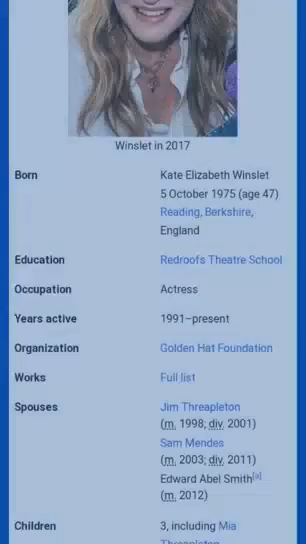 Winslet in 2017
Born Kate Elizabeth Winslet
5 October 1975 (age 47)
Reading, Berkshire,
England
Education Redroofs Theatre School
Occupation Actress
Years active 1991–present
Organization Golden Hat Foundation
Works Full list
Spouses Jim Threapleton
(m. 1998; div. 2001)
Sam Mendes
(m. 2003; div. 2011)
Edward Abel Smith[a]
(m. 2012)
Children 3, including Mia
Threapleton